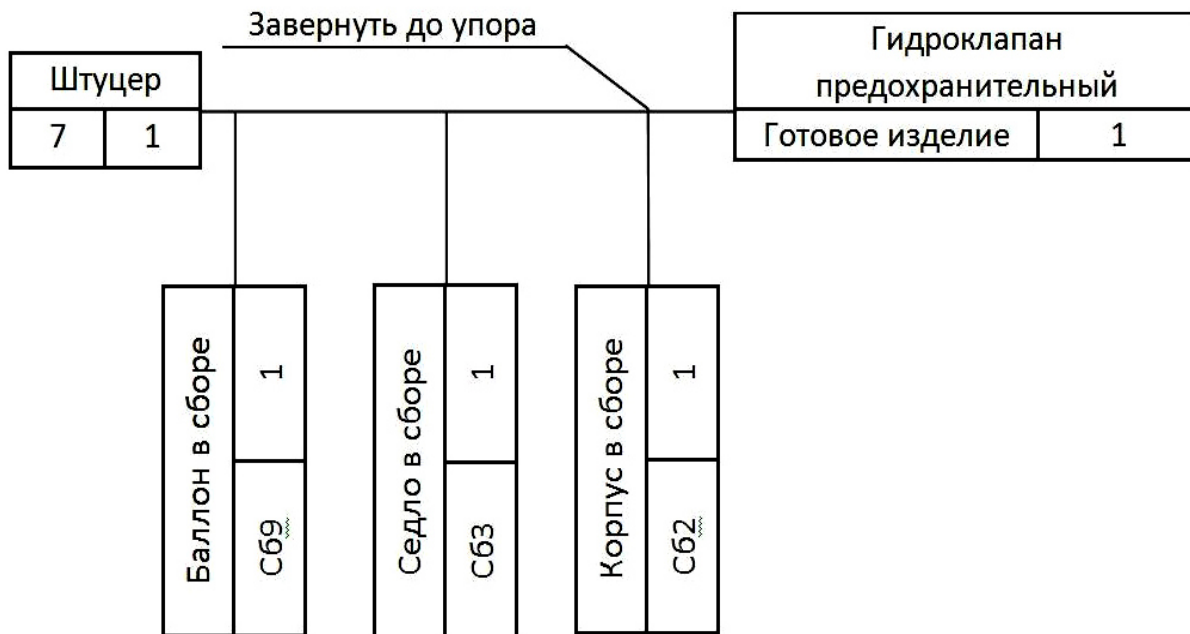 Завернуть до упора
Штуцер
7 1
Гидроклапан
предохранительный
Готовое изделие 1
Баллон в сборе
1
Сб9
Седло в сборе
1
Сб3
Корпус в сборе
1
Сб2